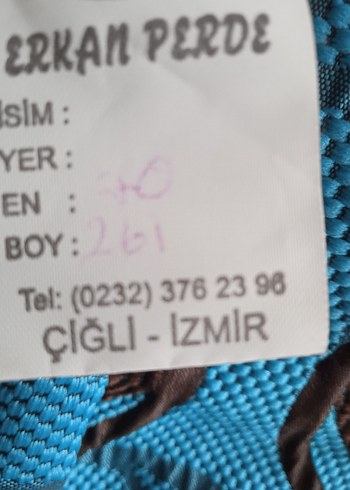 ERKAN PERDE
İSİM :
YER :
EN :
BOY : 261
Tel: (0232) 376 23 96
ÇİĞLİ - İZMİR